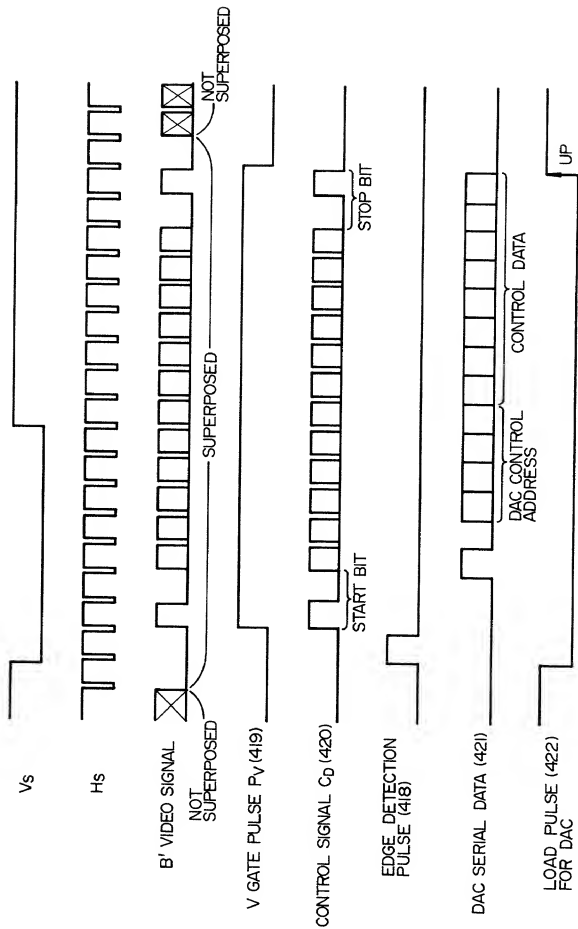 Vs
Hs
B' VIDEO SIGNAL
NOT
SUPERPOSED
SUPERPOSED
NOT
SUPERPOSED
V GATE PULSE PV (419)
CONTROL SIGNAL CD (420)
START BIT
STOP BIT
EDGE DETECTION
PULSE (418)
DAC SERIAL DATA (421)
DAC CONTROL
ADDRESS
CONTROL DATA
LOAD PULSE (422)
FOR DAC
UP